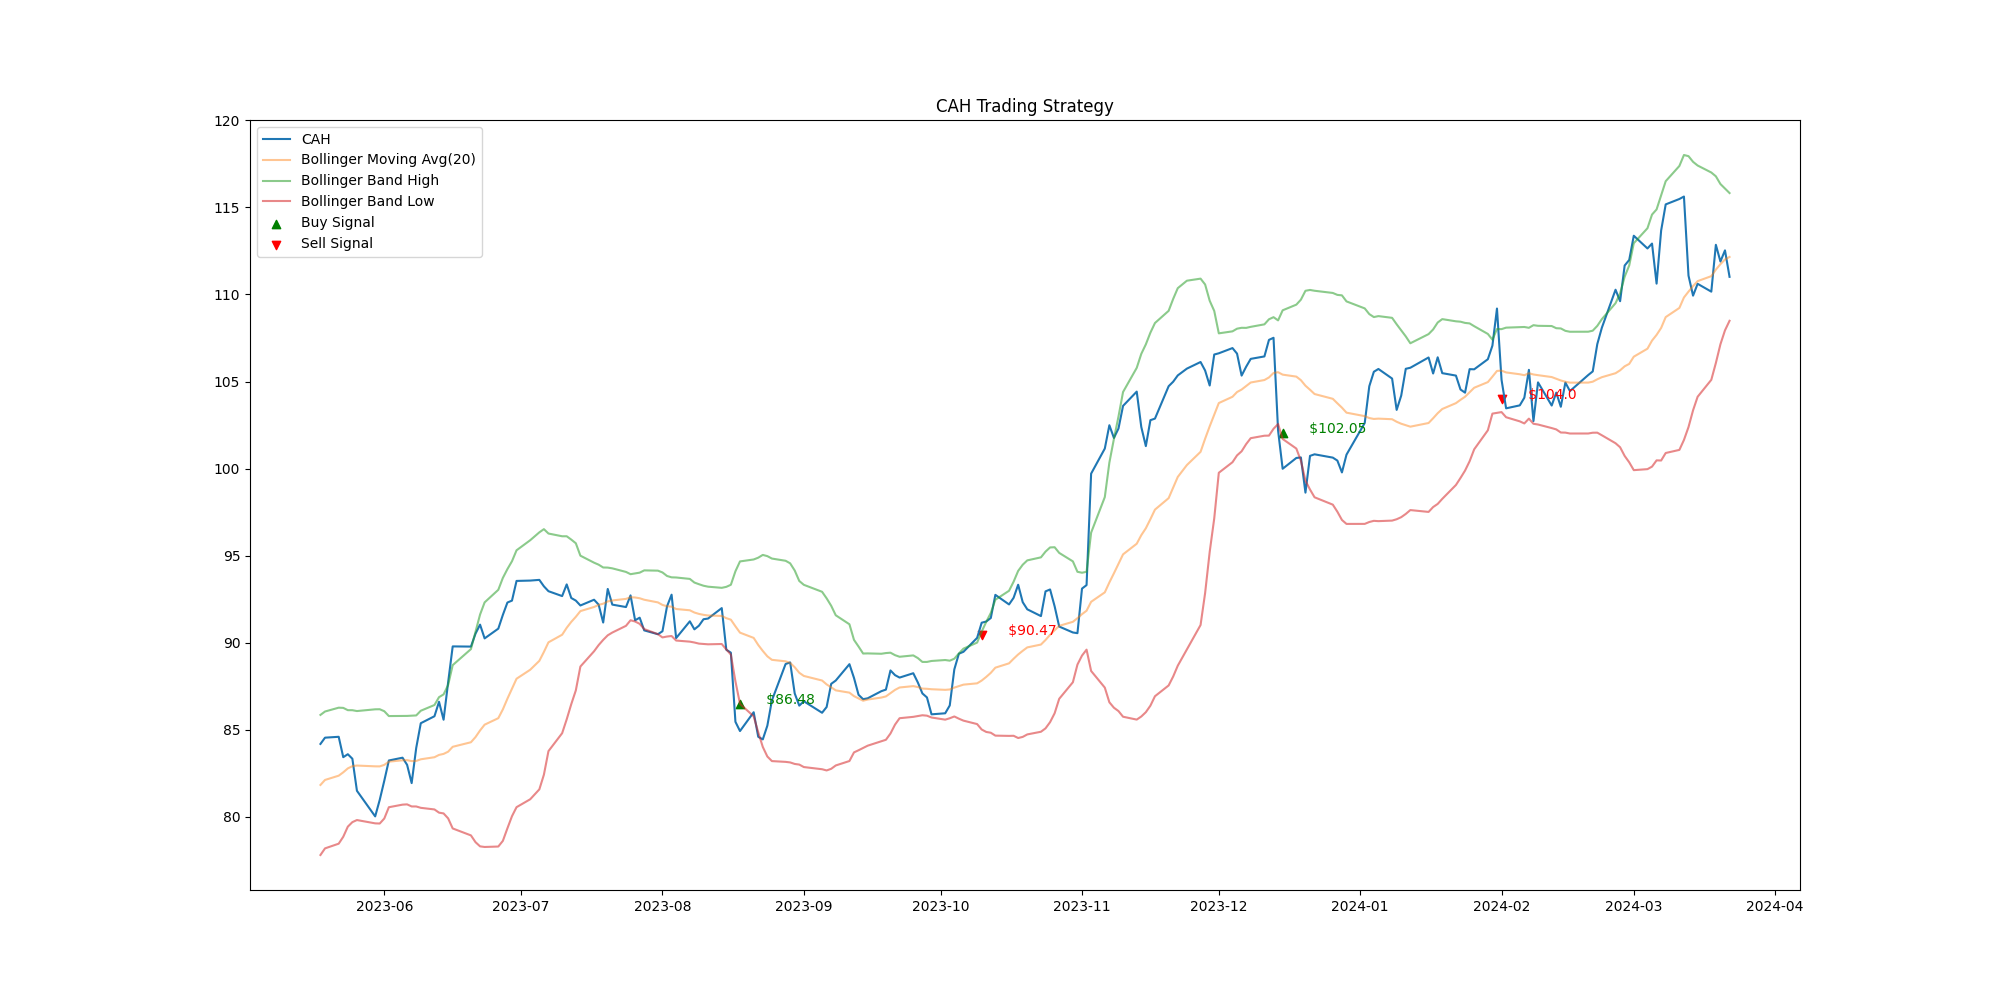 CAH Trading Strategy
120
115
110
105
100
95
90
85
80
CAH
Bollinger Moving Avg(20)
Bollinger Band High
Bollinger Band Low
Buy Signal
Sell Signal
$86.48
$90.47
$102.05
$104.0
2023-06 2023-07 2023-08 2023-09 2023-10 2023-11 2023-12 2024-01 2024-02 2024-03 2024-04